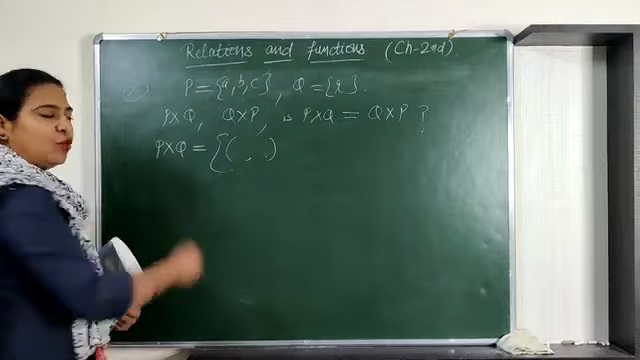 Relations and functions (Ch-2nd).
P={a,b,c}, Q={r}.
P×Q, Q×P, is P×Q = Q×P ?
P×Q = {( , )